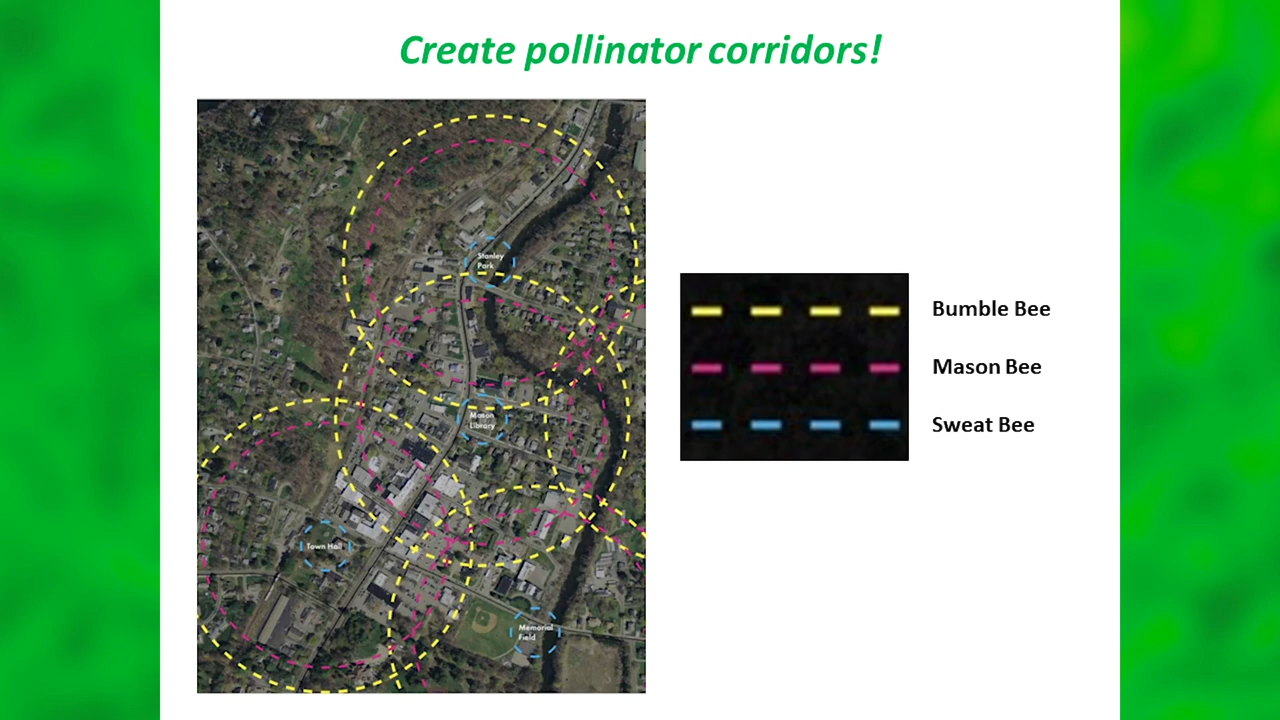 Create pollinator corridors!
Stanley
Park
Mason
Library
Town Hall
Memorial
Field
Bumble Bee
Mason Bee
Sweat Bee